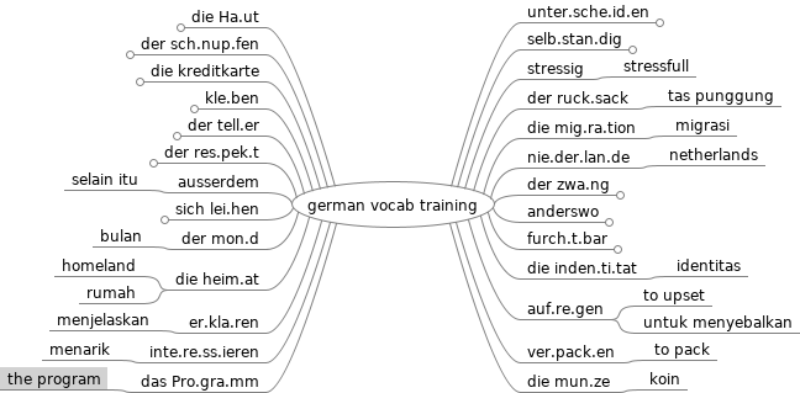 german vocab training
die Ha.ut
der sch.nup.fen
die kreditkarte
kle.ben
der tell.er
der res.pek.t
selain itu ausserdem
sich lei.hen
bulan der mon.d
homeland
die heim.at
rumah
menjelaskan er.kla.ren
menarik inte.re.ss.ieren
the program das Pro.gra.mm
unter.sche.id.en
selb.stan.dig
stressig stressfull
der ruck.sack tas punggung
die mig.ra.tion migrasi
nie.der.lan.de netherlands
der zwa.ng
anderswo
furch.t.bar
die inden.ti.tat identitas
to upset
auf.re.gen
untuk menyebalkan
ver.pack.en to pack
die mun.ze koin